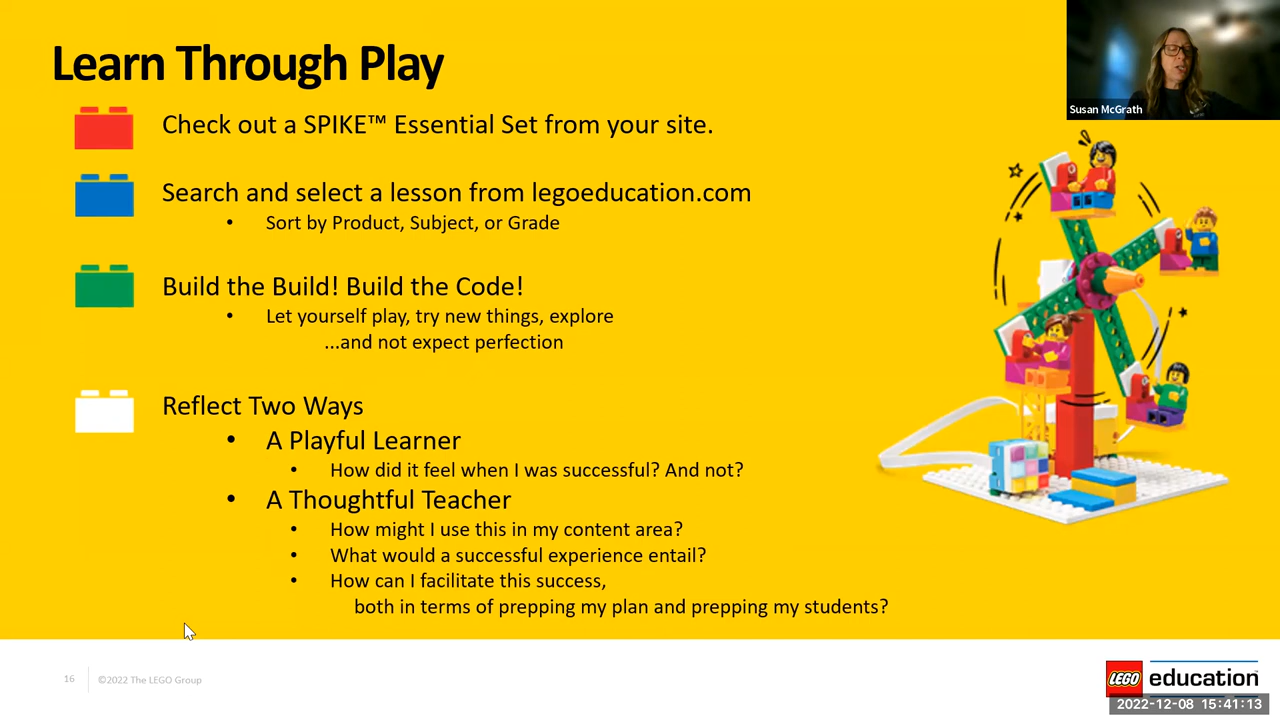 Learn Through Play
Susan McGrath
Check out a SPIKE™ Essential Set from your site.
Search and select a lesson from legoeducation.com
• Sort by Product, Subject, or Grade
Build the Build! Build the Code!
• Let yourself play, try new things, explore
...and not expect perfection
Reflect Two Ways
• A Playful Learner
• How did it feel when I was successful? And not?
• A Thoughtful Teacher
• How might I use this in my content area?
• What would a successful experience entail?
• How can I facilitate this success,
both in terms of prepping my plan and prepping my students?
16 ©2022 The LEGO Group
LEGO education
2022-12-08 15:41:13